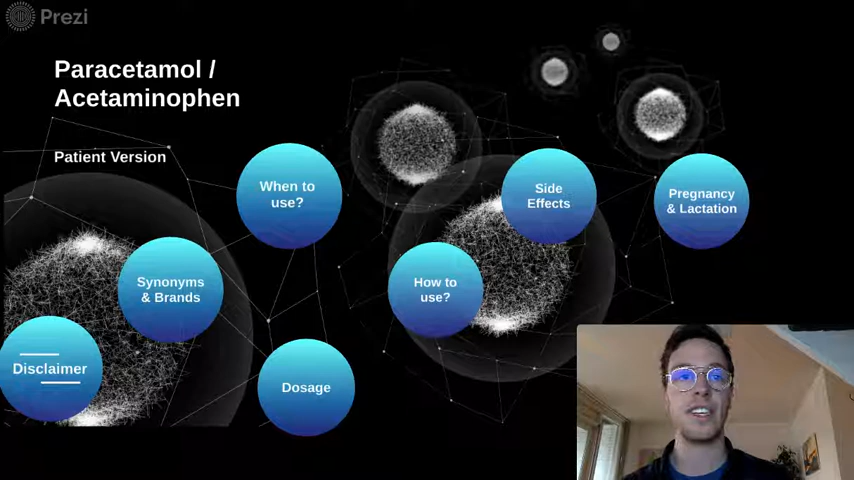 Prezi
Paracetamol /
Acetaminophen
Patient Version
When to
use?
Side
Effects
Pregnancy
& Lactation
Synonyms
& Brands
How to
use?
Disclaimer
Dosage